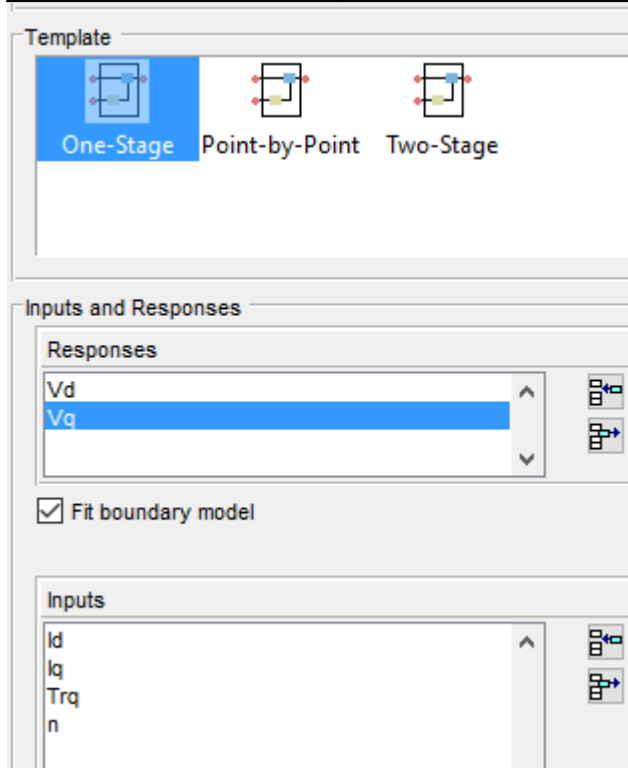 Template
One-Stage Point-by-Point Two-Stage
Inputs and Responses
Responses
Vd
Vq
Fit boundary model
Inputs
Id
Iq
Trq
n